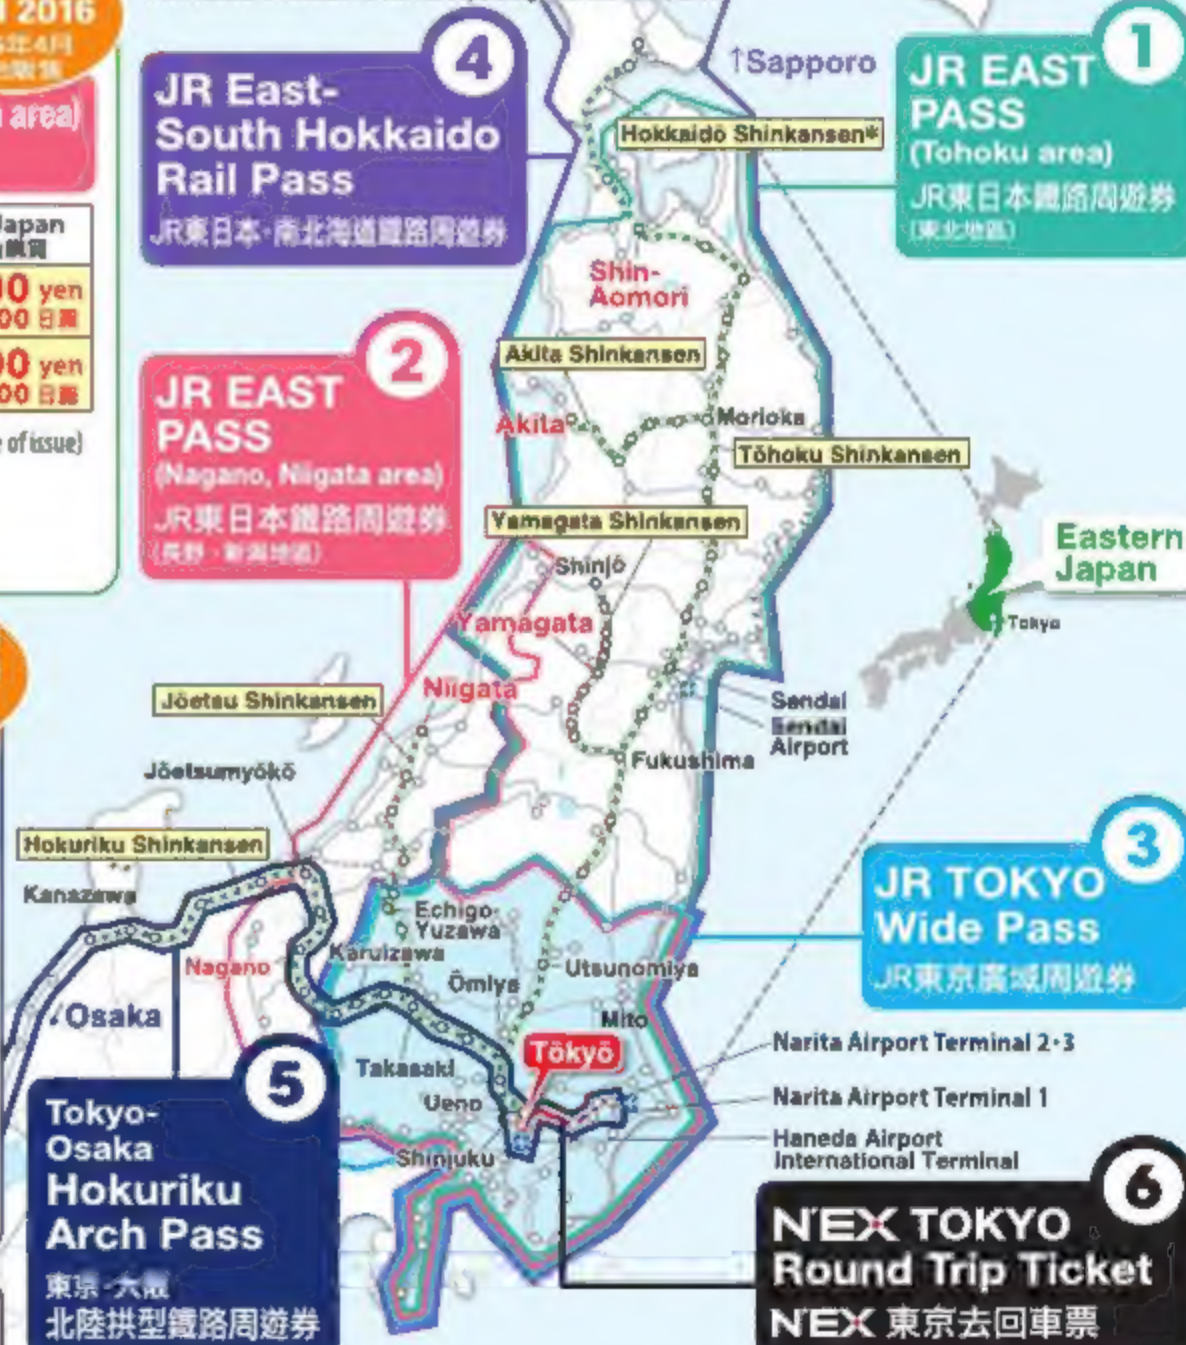 2016
年4月
area)
Japan
00 yen
00 日圓
00 yen
00 日圓
of issue)
4
JR East-
South Hokkaido
Rail Pass
JR東日本·南北海道鐵路周遊券
↑Sapporo
Hokkaidō Shinkansen*
1
JR EAST
PASS
(Tohoku area)
JR東日本鐵路周遊券
(東北地區)
Shin-
Aomori
Akita Shinkansen
Akita
Morioka
Tōhoku Shinkansen
2
JR EAST
PASS
(Nagano, Niigata area)
JR東日本鐵路周遊券
(長野·新潟地區)
Yamagata Shinkansen
Shinjō
Yamagata
Niigata
Eastern
Japan
Tokyo
Jōetsu Shinkansen
Sendai
Sendai
Airport
Fukushima
Jōetsumyōkō
Hokuriku Shinkansen
Kanazawa
3
JR TOKYO
Wide Pass
JR東京廣域周遊券
Echigo-
Yuzawa
Karuizawa
Nagano
Ōmiya
Utsunomiya
Osaka
Mito
Tōkyō
Takasaki
Ueno
Shinjuku
Narita Airport Terminal 2·3
Narita Airport Terminal 1
Haneda Airport
International Terminal
5
Tokyo-
Osaka
Hokuriku
Arch Pass
東京·大阪
北陸拱型鐵路周遊券
6
N'EX TOKYO
Round Trip Ticket
N'EX 東京去回車票